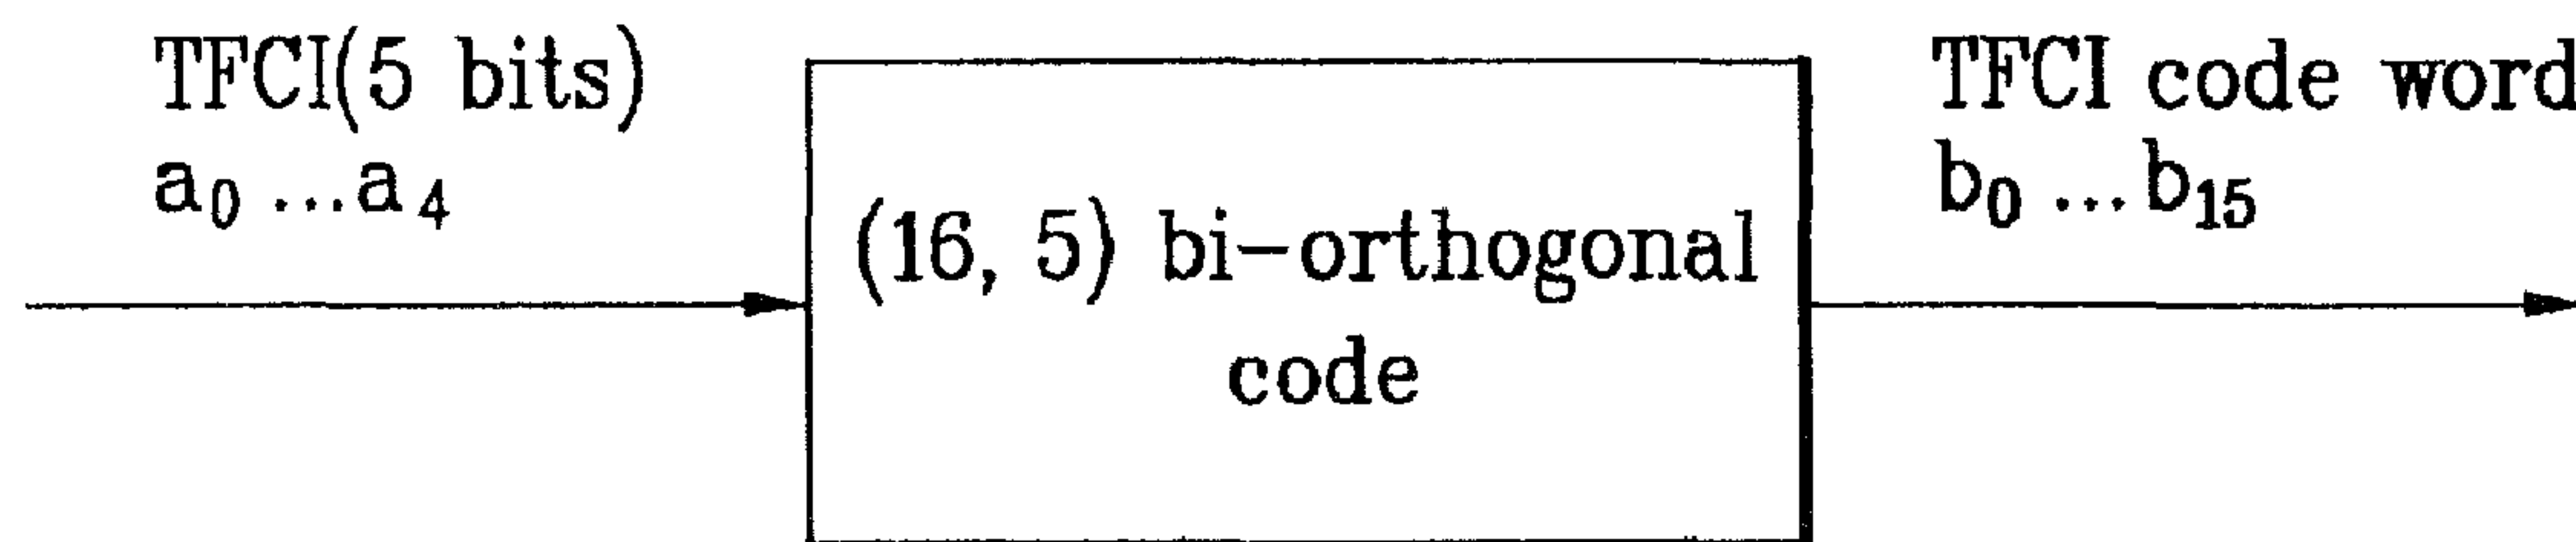 TFCI(5 bits)
a₀ ...a₄
(16, 5) bi-orthogonal
code
TFCI code word
b₀ ...b₁₅